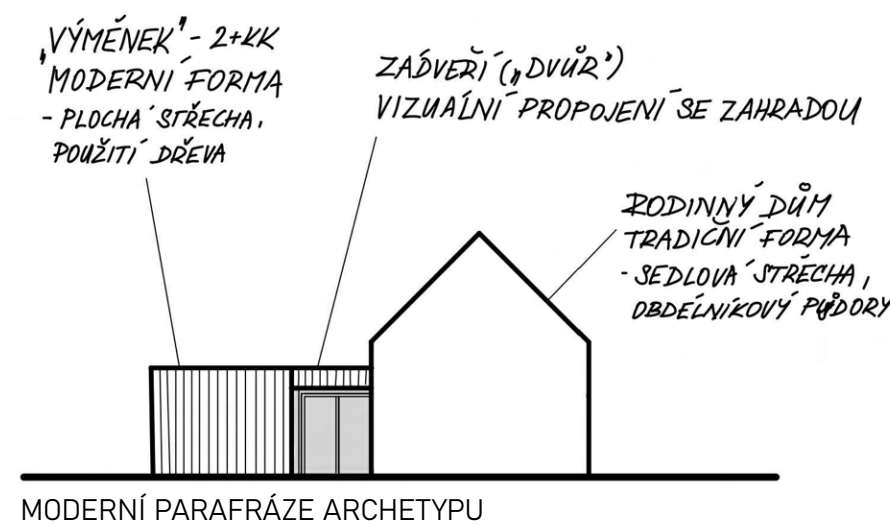 „VÝMĚNEK" - 2+KK
MODERNÍ FORMA
- PLOCHÁ STŘECHA,
POUŽITÍ DŘEVA
ZÁDVEŘÍ („DVŮR")
VIZUÁLNÍ PROPOJENÍ SE ZAHRADOU
RODINNÝ DŮM
TRADIČNÍ FORMA
- SEDLOVÁ STŘECHA,
OBDÉLNÍKOVÝ PŮDORY
MODERNÍ PARAFRÁZE ARCHETYPU